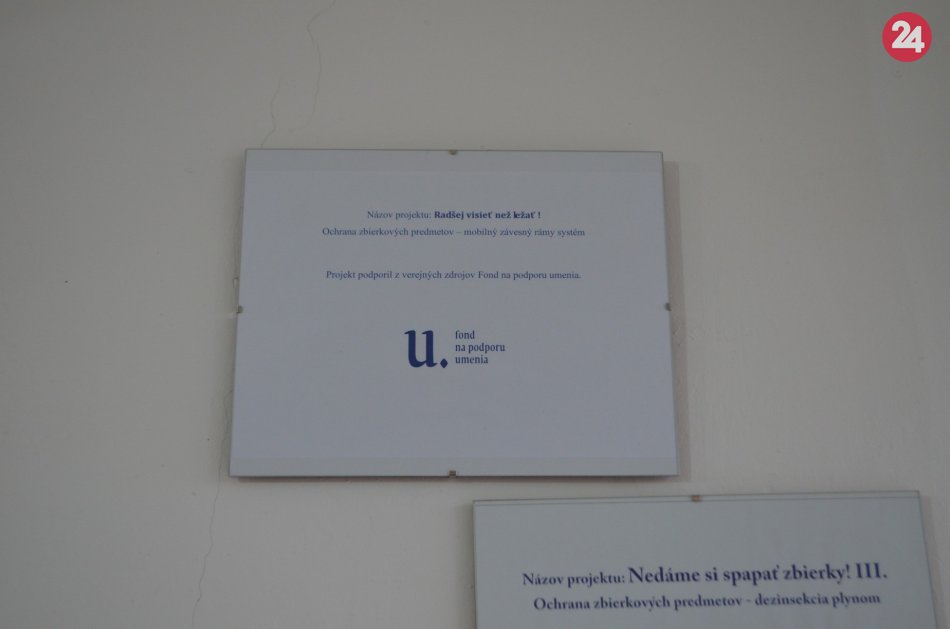 24
Názov projektu: Radšej visieť než ležať !
Ochrana zbierkových predmetov – mobilný závesný rámy systém
Projekt podporil z verejných zdrojov Fond na podporu umenia.
u. fond
na podporu
umenia
Názov projektu: Nedáme si spapať zbierky! III.
Ochrana zbierkových predmetov - dezinsekcia plynom